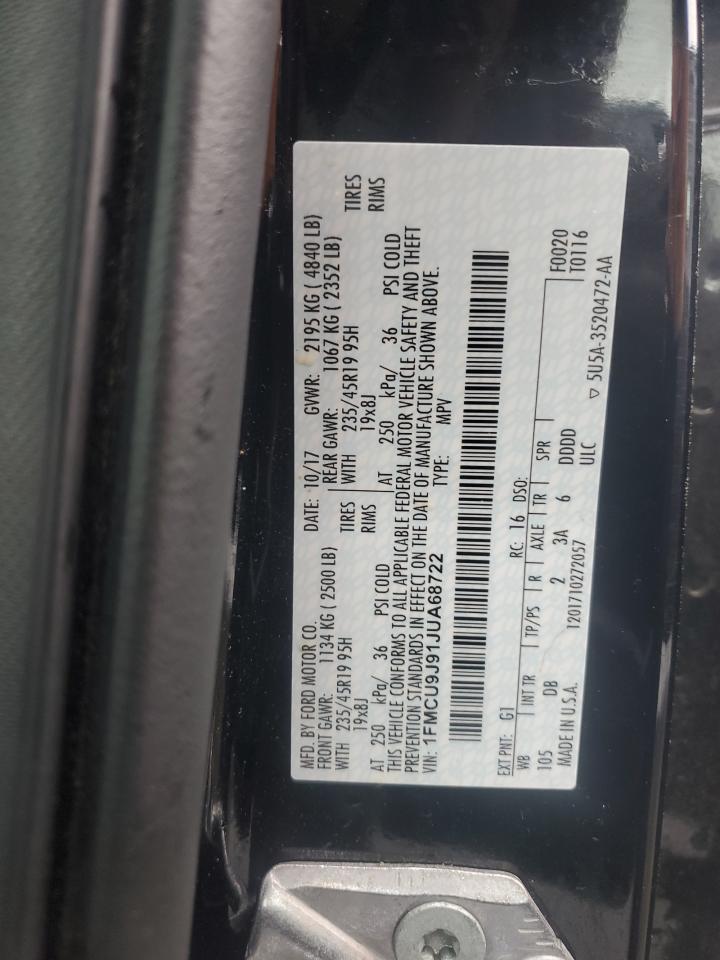 MFD. BY FORD MOTOR CO.
DATE: 10/17 GVWR: 2195 KG ( 4840 LB)
FRONT GAWR: 1134 KG ( 2500 LB) REAR GAWR: 1067 KG ( 2352 LB)
WITH 235/45R19 95H TIRES WITH 235/45R19 95H TIRES
19x8J RIMS 19x8J RIMS
AT 250 kPa/ 36 PSI COLD AT 250 kPa/ 36 PSI COLD
THIS VEHICLE CONFORMS TO ALL APPLICABLE FEDERAL MOTOR VEHICLE SAFETY AND THEFT
PREVENTION STANDARDS IN EFFECT ON THE DATE OF MANUFACTURE SHOWN ABOVE.
VIN: 1FMCU9J91JUA68722 TYPE: MPV
EXT PNT: G1 RC: 16 DSO: F0020
WB INT TR TP/PS R AXLE TR SPR T0116
105 DB 2 3A 6 DDDD
MADE IN U.S.A. 1201710272057 ULC
▽ 5U5A-3520472-AA